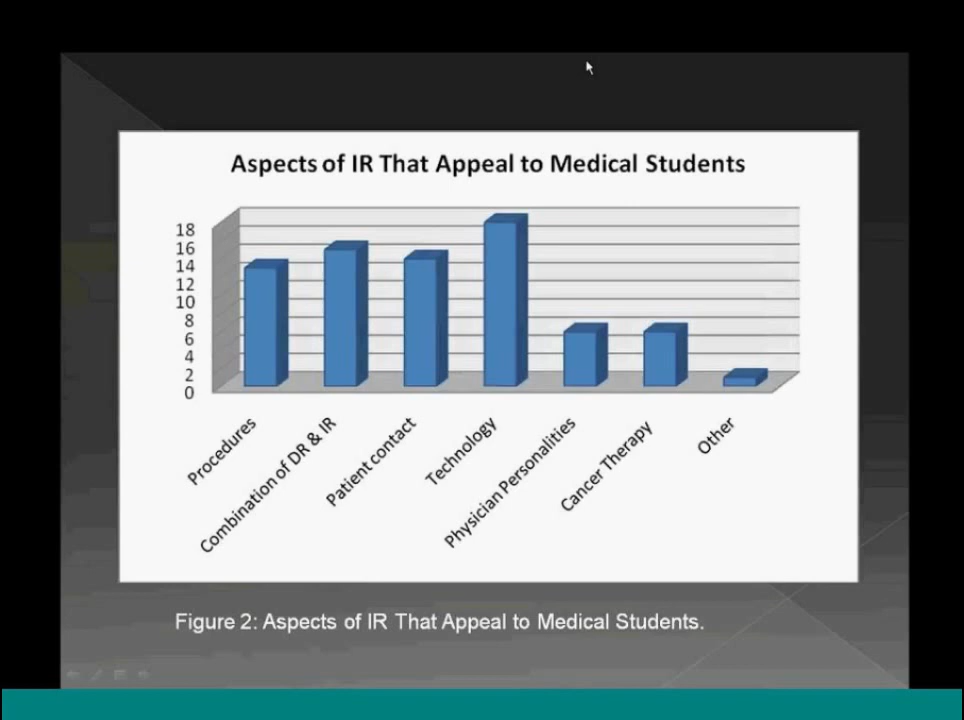 Aspects of IR That Appeal to Medical Students
18
16
14
12
10
8
6
4
2
0
Procedures
Combination of DR & IR
Patient contact
Technology
Physician Personalities
Cancer Therapy
Other
Figure 2: Aspects of IR That Appeal to Medical Students.